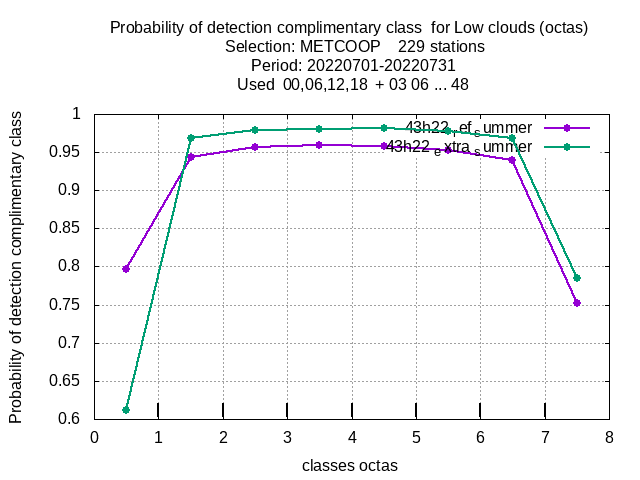 Probability of detection complimentary class  for Low clouds (octas)
Selection: METCOOP    229 stations
Period: 20220701-20220731
Used  00,06,12,18  + 03 06 ... 48
Probability of detection complimentary class
1
0.95
0.9
0.85
0.8
0.75
0.7
0.65
0.6
43h22_ref_summer
43h22_extra_summer
0 1 2 3 4 5 6 7 8
classes octas